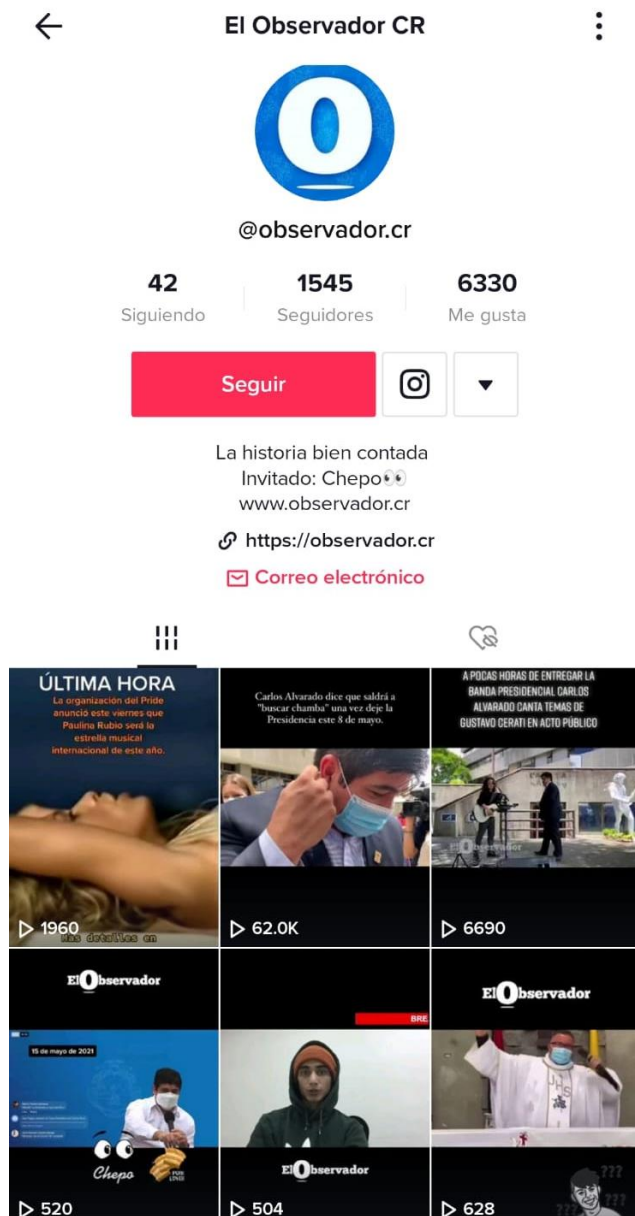 El Observador CR
O
@observador.cr
42
1545
6330
Siguiendo
Seguidores
Me gusta
Seguir
La historia bien contada
Invitado: Chepo👀
www.observador.cr
https://observador.cr
Correo electrónico
ÚLTIMA HORA
La organización del Pride
anunció este viernes que
Paulina Rubio será la
estrella musical
internacional de este año.
Más detalles en
1960
Carlos Alvarado dice que saldrá a
"buscar chamba" una vez deje la
Presidencia este 8 de mayo.
62.0K
A POCAS HORAS DE ENTREGAR LA
BANDA PRESIDENCIAL CARLOS
ALVARADO CANTA TEMAS DE
GUSTAVO CERATI EN ACTO PÚBLICO
El Observador
6690
El Observador
15 de mayo de 2021
Chepo
520
BRE
El Observador
504
El Observador
JHS
???
???
???
628